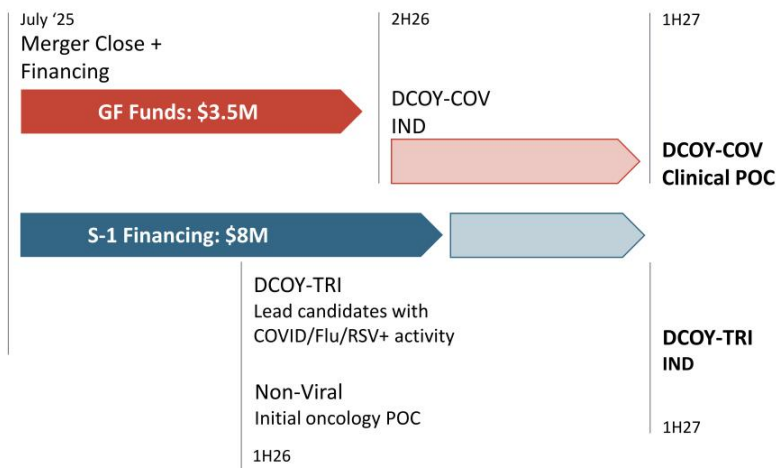 July ‘25
Merger Close +
Financing
2H26
1H27
GF Funds: $3.5M
DCOY-COV
IND
DCOY-COV
Clinical POC
S-1 Financing: $8M
DCOY-TRI
Lead candidates with
COVID/Flu/RSV+ activity
Non-Viral
Initial oncology POC
1H26
DCOY-TRI
IND
1H27